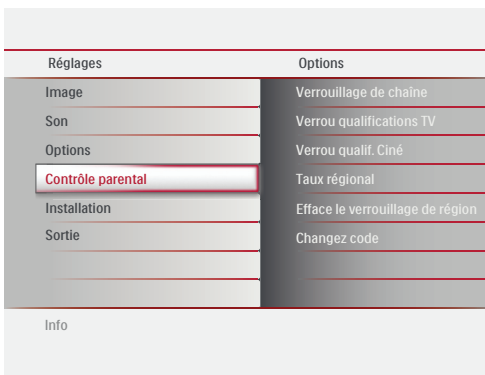 Réglages
Options
Image
Son
Options
Contrôle parental
Installation
Sortie
Verrouillage de chaîne
Verrou qualifications TV
Verrou qualif. Ciné
Taux régional
Efface le verrouillage de région
Changez code
Info